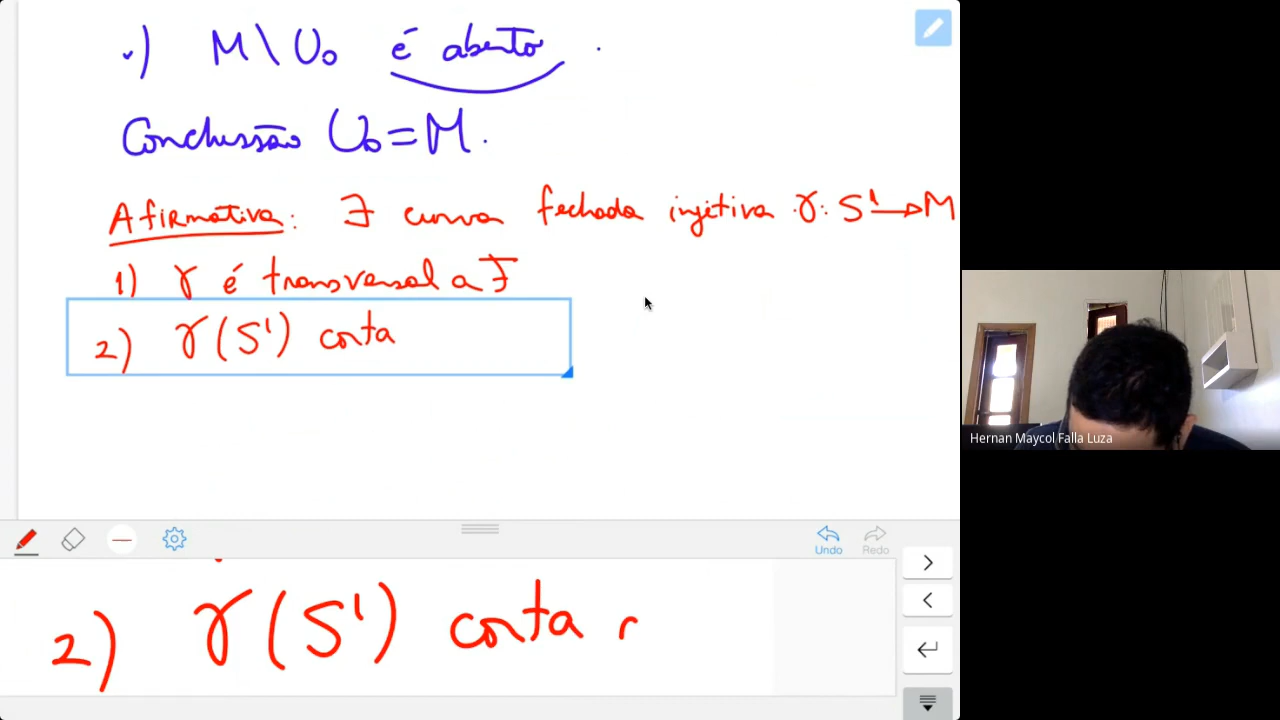 •) M \ U₀ é aberto.
Conclussão U₀ = M.
Afirmativa: ∃ curva fechada injetiva γ: S¹ → M
1) γ é transversal a F
2) γ(S¹) corta
Hernan Maycol Falla Luza
Undo
Redo
2) γ(S¹) corta